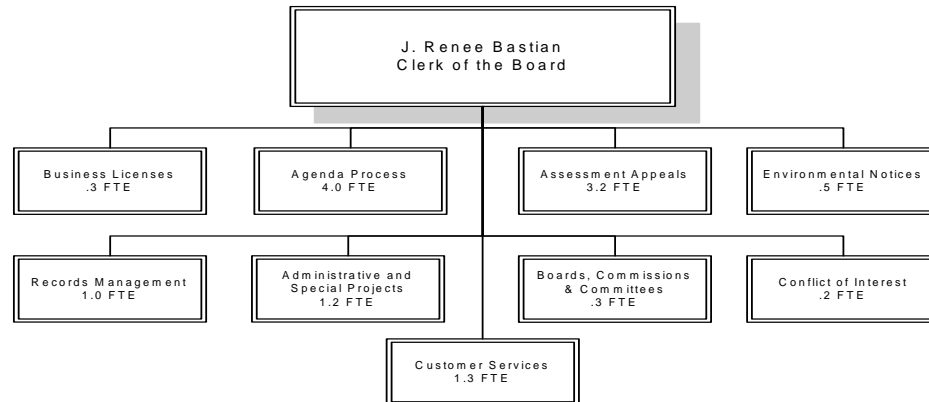 J. Renee Bastian
Clerk of the Board
Business Licenses
.3 FTE
Agenda Process
4.0 FTE
Assessment Appeals
3.2 FTE
Environmental Notices
.5 FTE
Records Management
1.0 FTE
Administrative and
Special Projects
1.2 FTE
Boards, Commissions
& Committees
.3 FTE
Conflict of Interest
.2 FTE
Customer Services
1.3 FTE